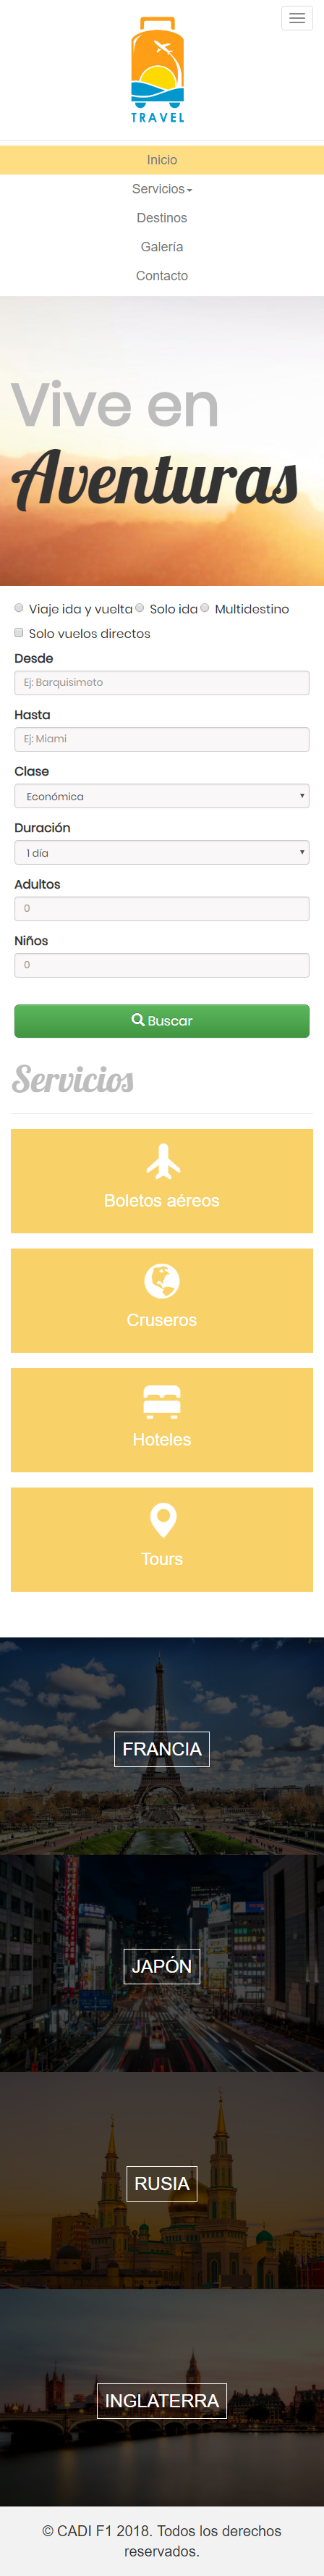 TRAVEL
Inicio
Servicios
Destinos
Galería
Contacto
Vive en
Aventuras
Viaje ida y vuelta Solo ida Multidestino
Solo vuelos directos
Desde
Ej: Barquisimeto
Hasta
Ej: Miami
Clase
Económica
Duración
1 día
Adultos
0
Niños
0
Buscar
Servicios
Boletos aéreos
Cruseros
Hoteles
Tours
FRANCIA
JAPÓN
RUSIA
INGLATERRA
© CADI F1 2018. Todos los derechos
reservados.